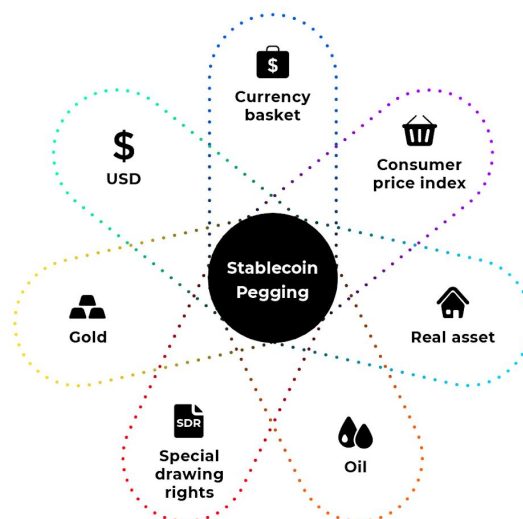 $
Currency
basket
$
USD
Consumer
price index
Stablecoin
Pegging
Gold
Real asset
SDR
Special
drawing
rights
Oil